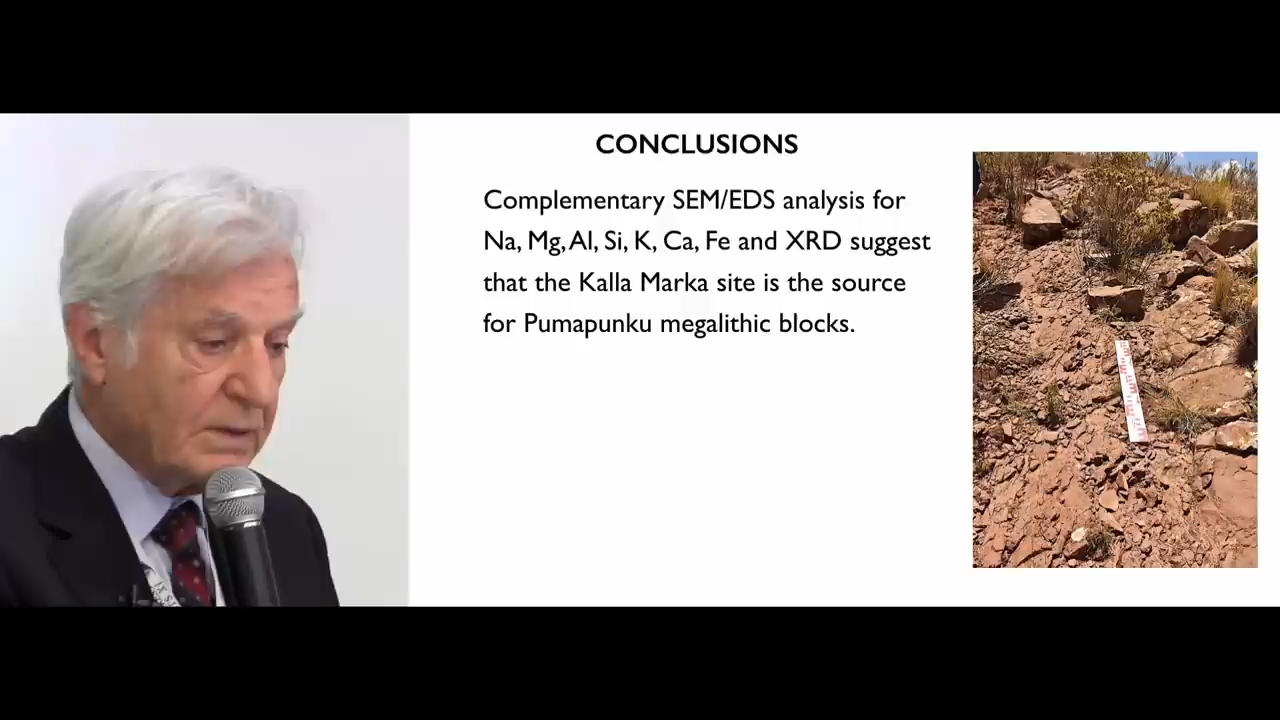 CONCLUSIONS
Complementary SEM/EDS analysis for
Na, Mg, Al, Si, K, Ca, Fe and XRD suggest
that the Kalla Marka site is the source
for Pumapunku megalithic blocks.